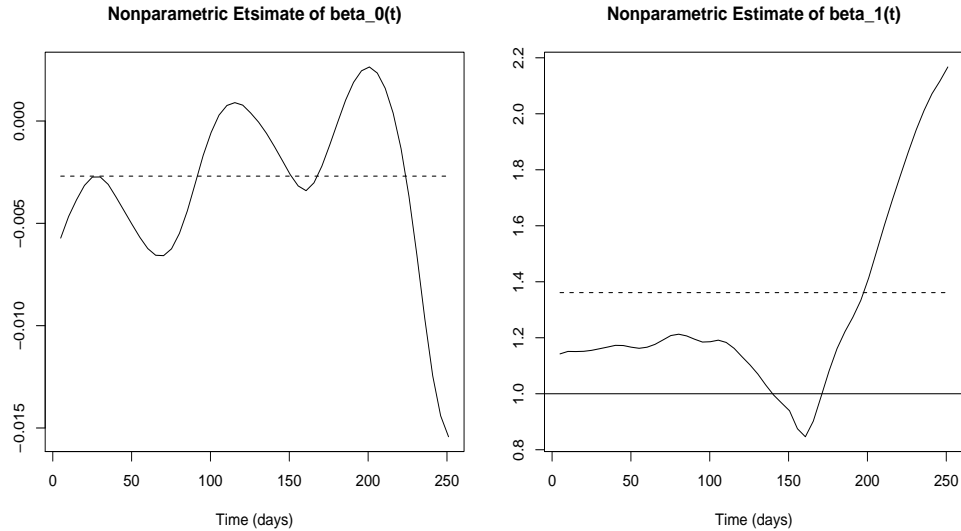 Nonparametric Etsimate of beta_0(t)
0.000
−0.005
−0.010
−0.015
0 50 100 150 200 250
Time (days)
Nonparametric Estimate of beta_1(t)
2.2
2.0
1.8
1.6
1.4
1.2
1.0
0.8
0 50 100 150 200 250
Time (days)